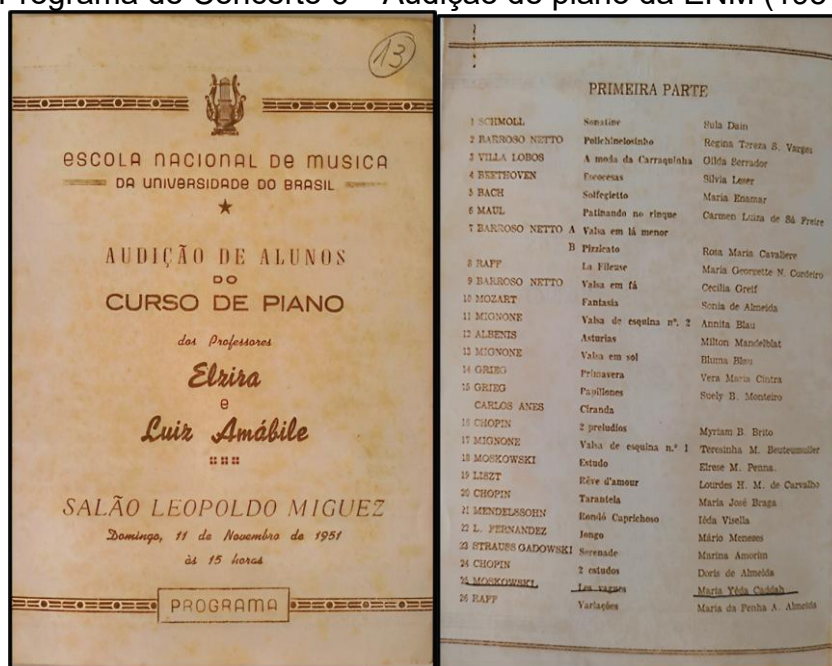 Programa de Concerto 6 – Audição de piano da ENM (195
13
ESCOLA NACIONAL DE MUSICA
DA UNIVERSIDADE DO BRASIL
AUDIÇÃO DE ALUNOS
DO
CURSO DE PIANO
dos Professores
Elzira
e
Luiz Amábile
SALÃO LEOPOLDO MIGUEZ
Domingo, 11 de Novembro de 1951
às 15 horas
PROGRAMA
PRIMEIRA PARTE
1 SCHMOLL Sonatine Sula Dain
2 BARROSO NETTO Polichinelosinho Regina Tereza S. Vargas
3 VILLA LOBOS A moda da Carraquinha Gilda Serrador
4 BEETHOVEN Escocesas Silvia Leser
5 BACH Solfegietto Maria Enamar
6 MAUL Patinando no rinque Carmen Luiza de Sá Freire
7 BARROSO NETTO A Valsa em lá menor
B Pizzicato Rosa Maria Cavaliere
8 RAFF La Fileuse Maria Georgette N. Cordeiro
9 BARROSO NETTO Valsa em fá Cecilia Greif
10 MOZART Fantasia Sonia de Almeida
11 MIGNONE Valsa de esquina nº. 2 Annita Blau
12 ALBENIS Asturias Milton Mandelblat
13 MIGNONE Valsa em sol Bluma Blau
14 GRIEG Primavera Vera Maria Cintra
15 GRIEG Papillones Suely B. Monteiro
CARLOS ANES Ciranda
16 CHOPIN 2 preludios Myriam B. Brito
17 MIGNONE Valsa de esquina n.º 1 Teresinha M. Beuteumuller
18 MOSKOWSKI Estudo Elrese M. Penna.
19 LISZT Rêve d'amour Lourdes H. M. de Carvalho
20 CHOPIN Tarantela Maria José Braga
21 MENDELSSOHN Rondó Caprichoso Iêda Visella
22 L. FERNANDEZ Jongo Mário Meneses
23 STRAUSS GADOWSKI Serenade Marina Amorim
24 CHOPIN 2 estudos Doris de Almeida
25 MOSKOWSKI Les vagues Maria Yêda Caddah
26 RAFF Variações Maria da Penha A. Almeida